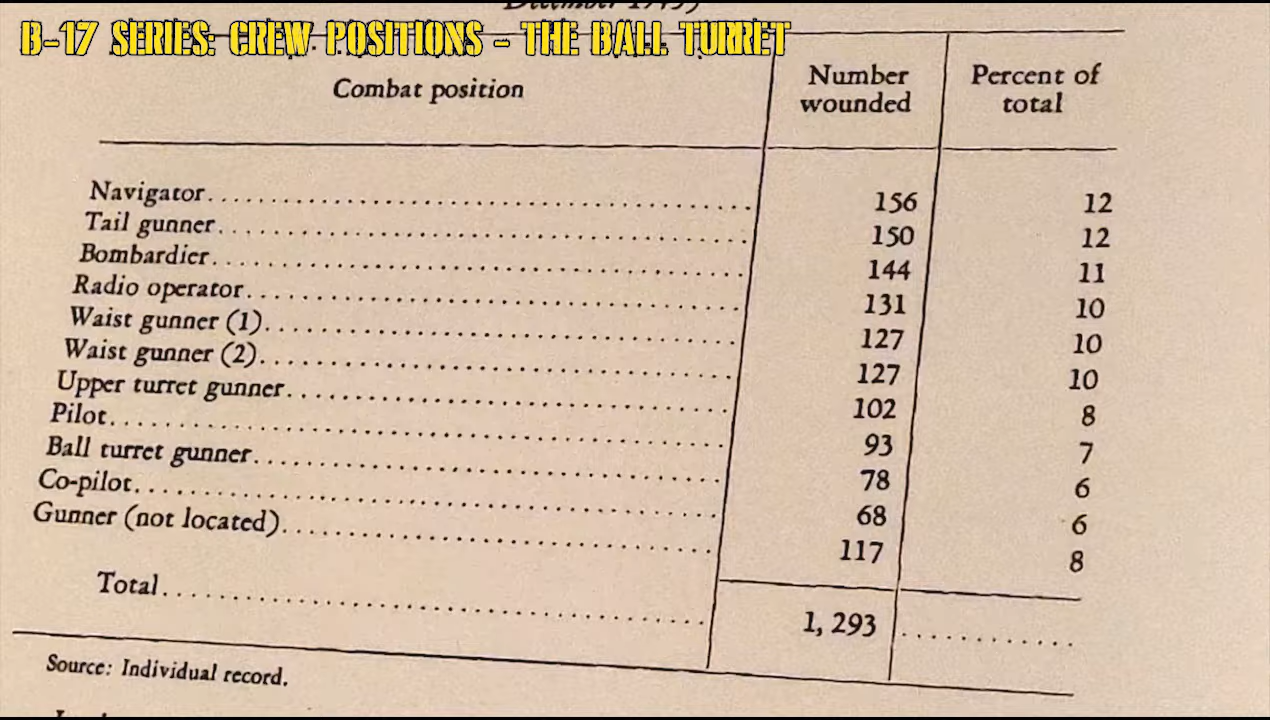 B-17 SERIES: CREW POSITIONS - THE BALL TURRET
Combat position Number wounded Percent of total
Navigator 156 12
Tail gunner 150 12
Bombardier 144 11
Radio operator 131 10
Waist gunner (1) 127 10
Waist gunner (2) 127 10
Upper turret gunner 102 8
Pilot 93 7
Ball turret gunner 78 6
Co-pilot 68 6
Gunner (not located) 117 8
Total 1,293
Source: Individual record.